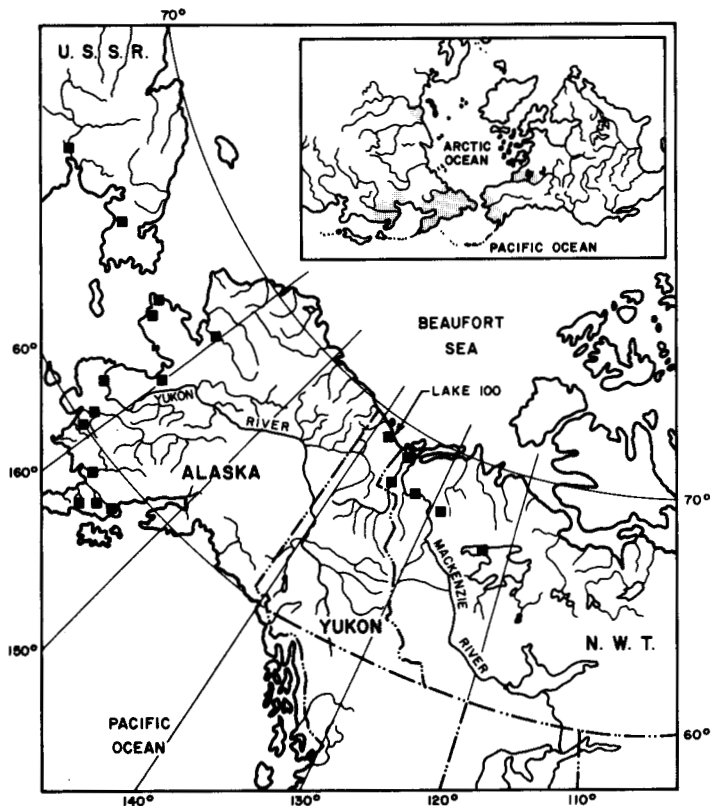 70°
U. S. S. R.
ARCTIC
OCEAN
PACIFIC OCEAN
BEAUFORT
SEA
60°
LAKE 100
YUKON
RIVER
ALASKA
160°
70°
MACKENZIE
RIVER
YUKON
N. W. T.
150°
PACIFIC
OCEAN
60°
140°
130°
120°
110°